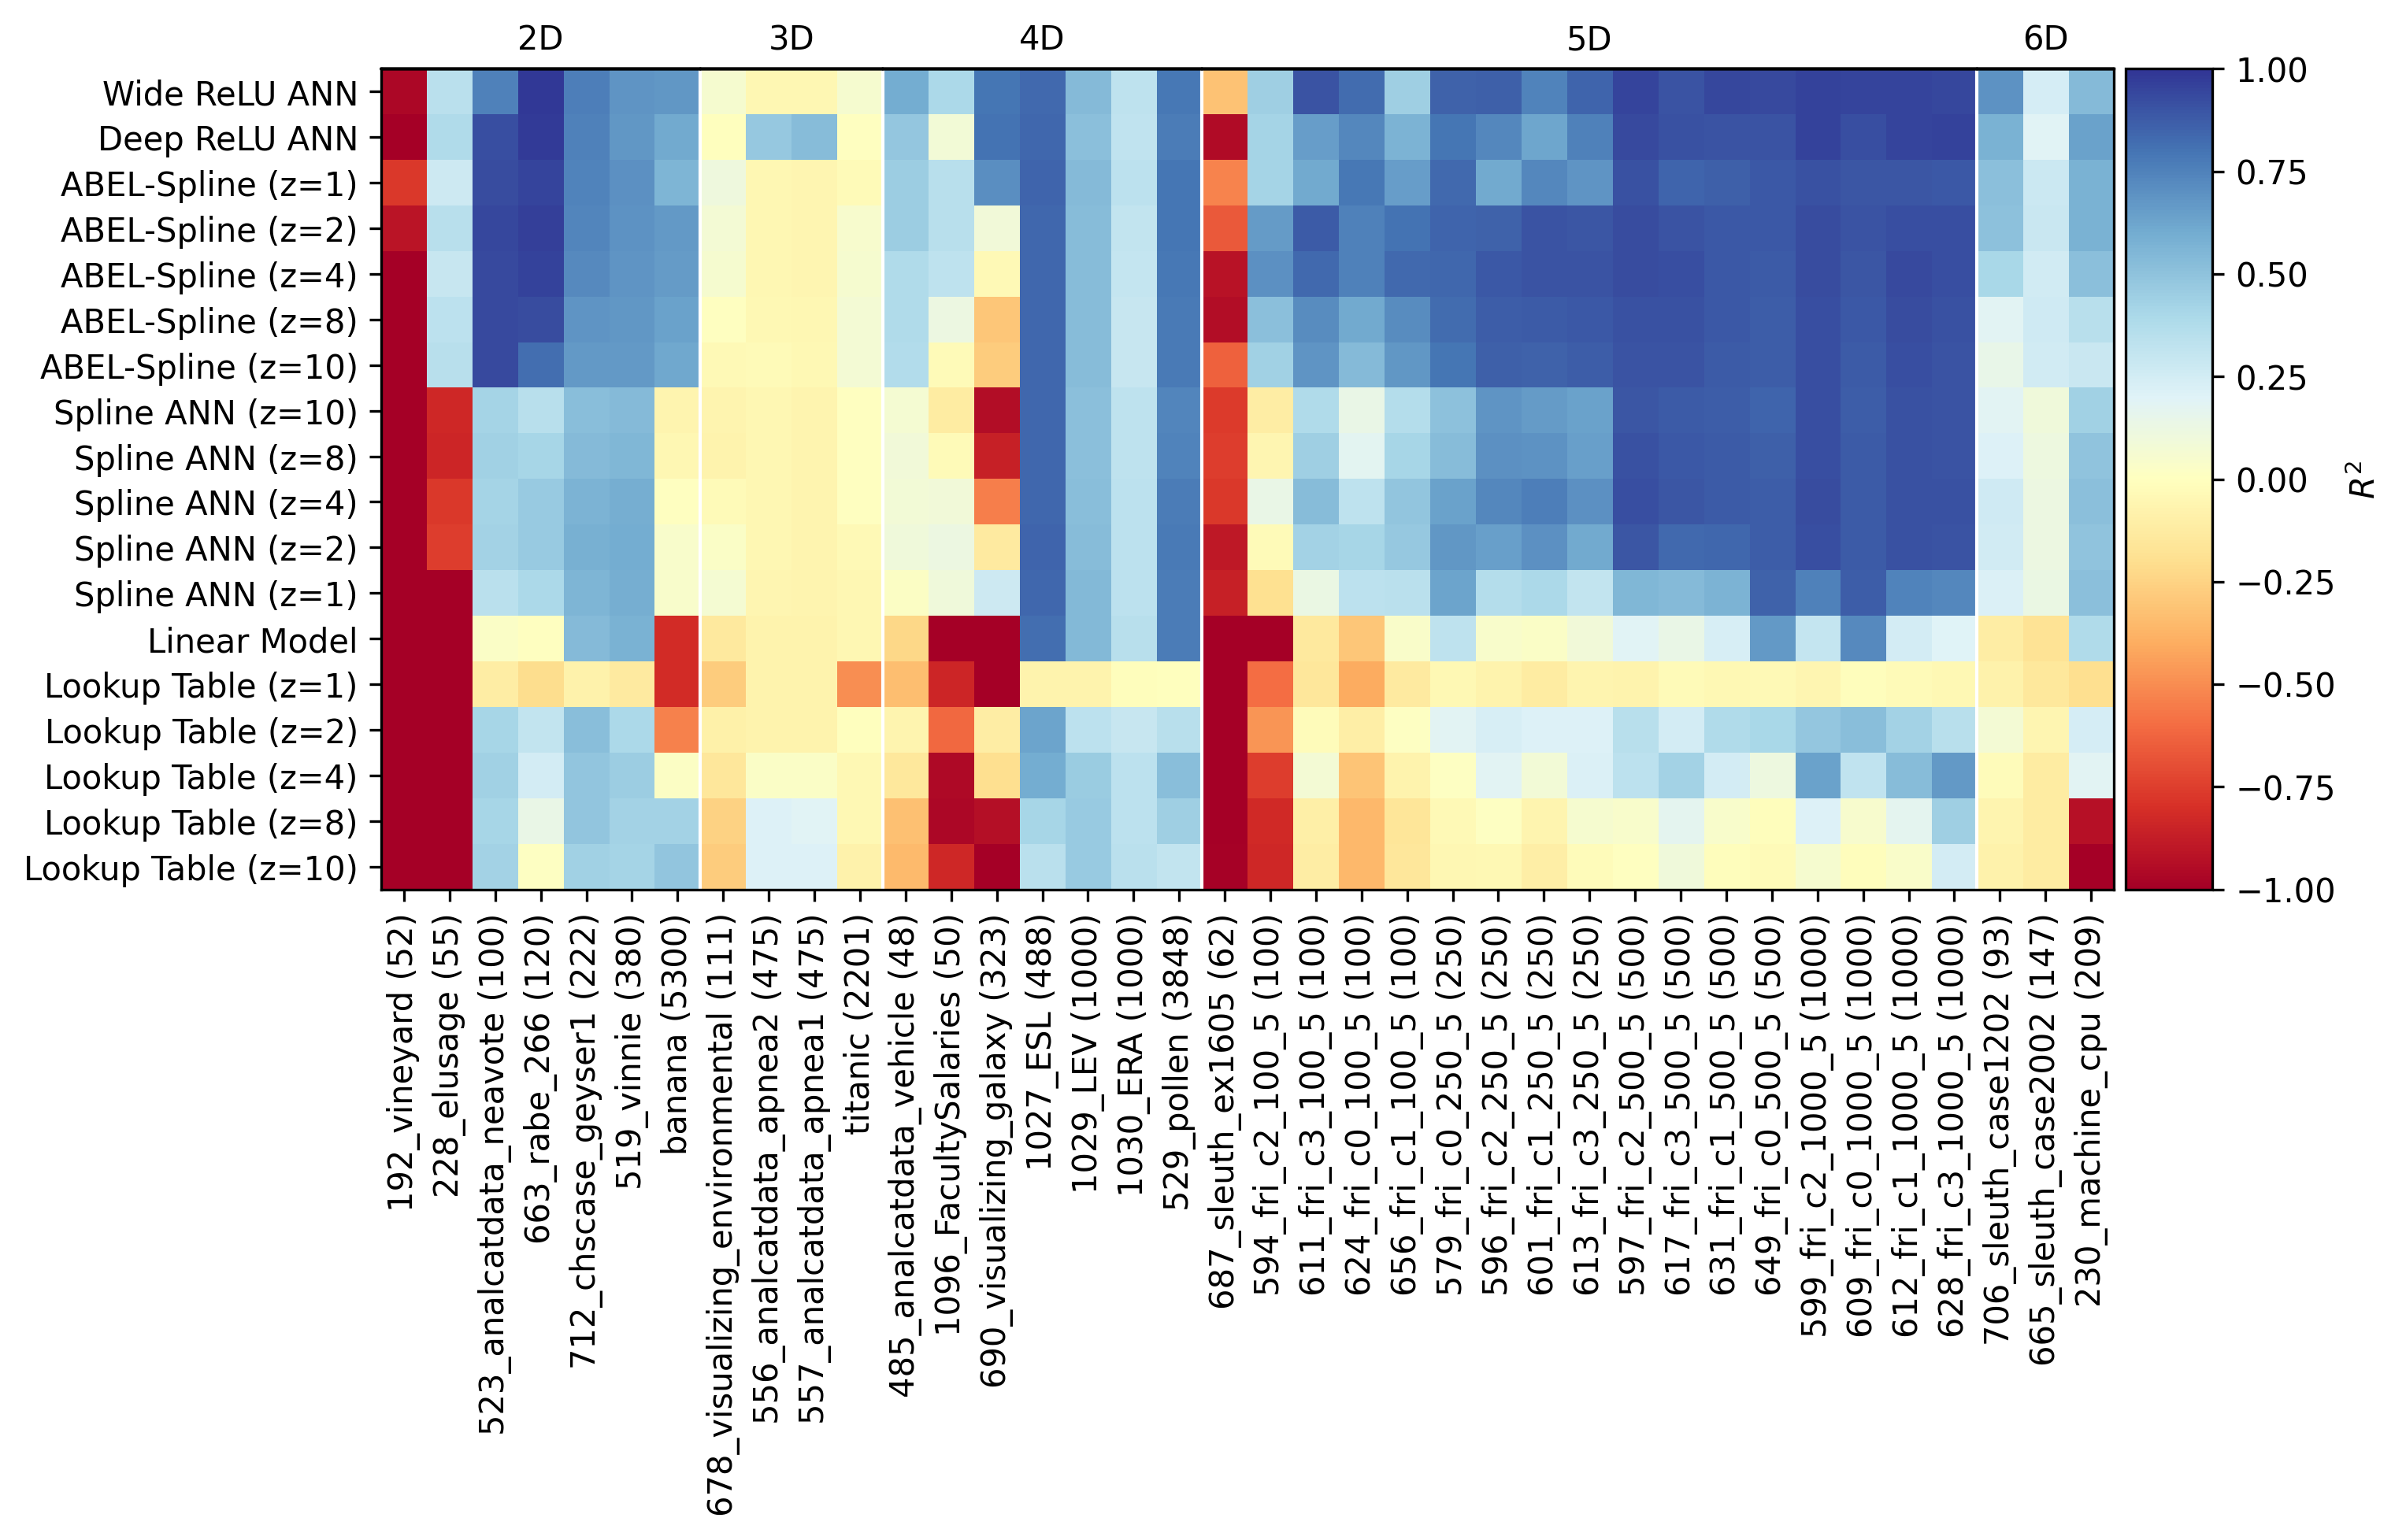 2D 3D 4D 5D 6D
Wide ReLU ANN
Deep ReLU ANN
ABEL-Spline (z=1)
ABEL-Spline (z=2)
ABEL-Spline (z=4)
ABEL-Spline (z=8)
ABEL-Spline (z=10)
Spline ANN (z=10)
Spline ANN (z=8)
Spline ANN (z=4)
Spline ANN (z=2)
Spline ANN (z=1)
Linear Model
Lookup Table (z=1)
Lookup Table (z=2)
Lookup Table (z=4)
Lookup Table (z=8)
Lookup Table (z=10)
192_vineyard (52)
228_elusage (55)
523_analcatdata_neavote (100)
663_rabe_266 (120)
712_chscase_geyser1 (222)
519_vinnie (380)
banana (5300)
678_visualizing_environmental (111)
556_analcatdata_apnea2 (475)
557_analcatdata_apnea1 (475)
titanic (2201)
485_analcatdata_vehicle (48)
1096_FacultySalaries (50)
690_visualizing_galaxy (323)
1027_ESL (488)
1029_LEV (1000)
1030_ERA (1000)
529_pollen (3848)
687_sleuth_ex1605 (62)
594_fri_c2_100_5 (100)
611_fri_c3_100_5 (100)
624_fri_c0_100_5 (100)
656_fri_c1_100_5 (100)
579_fri_c0_250_5 (250)
596_fri_c2_250_5 (250)
601_fri_c1_250_5 (250)
613_fri_c3_250_5 (250)
597_fri_c2_500_5 (500)
617_fri_c3_500_5 (500)
631_fri_c1_500_5 (500)
649_fri_c0_500_5 (500)
599_fri_c2_1000_5 (1000)
609_fri_c0_1000_5 (1000)
612_fri_c1_1000_5 (1000)
628_fri_c3_1000_5 (1000)
706_sleuth_case1202 (93)
665_sleuth_case2002 (147)
230_machine_cpu (209)
1.00
0.75
0.50
0.25
0.00
−0.25
−0.50
−0.75
−1.00
R²